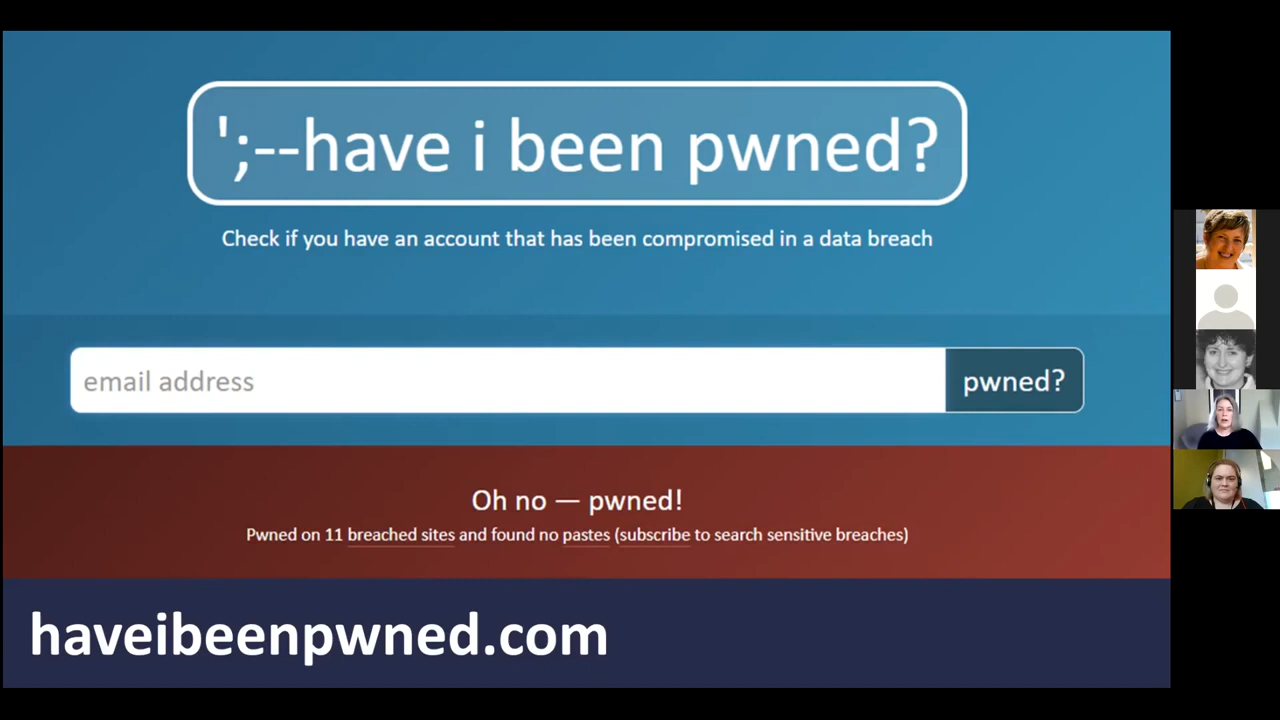 ';--have i been pwned?
Check if you have an account that has been compromised in a data breach
email address
pwned?
Oh no — pwned!
Pwned on 11 breached sites and found no pastes (subscribe to search sensitive breaches)
haveibeenpwned.com